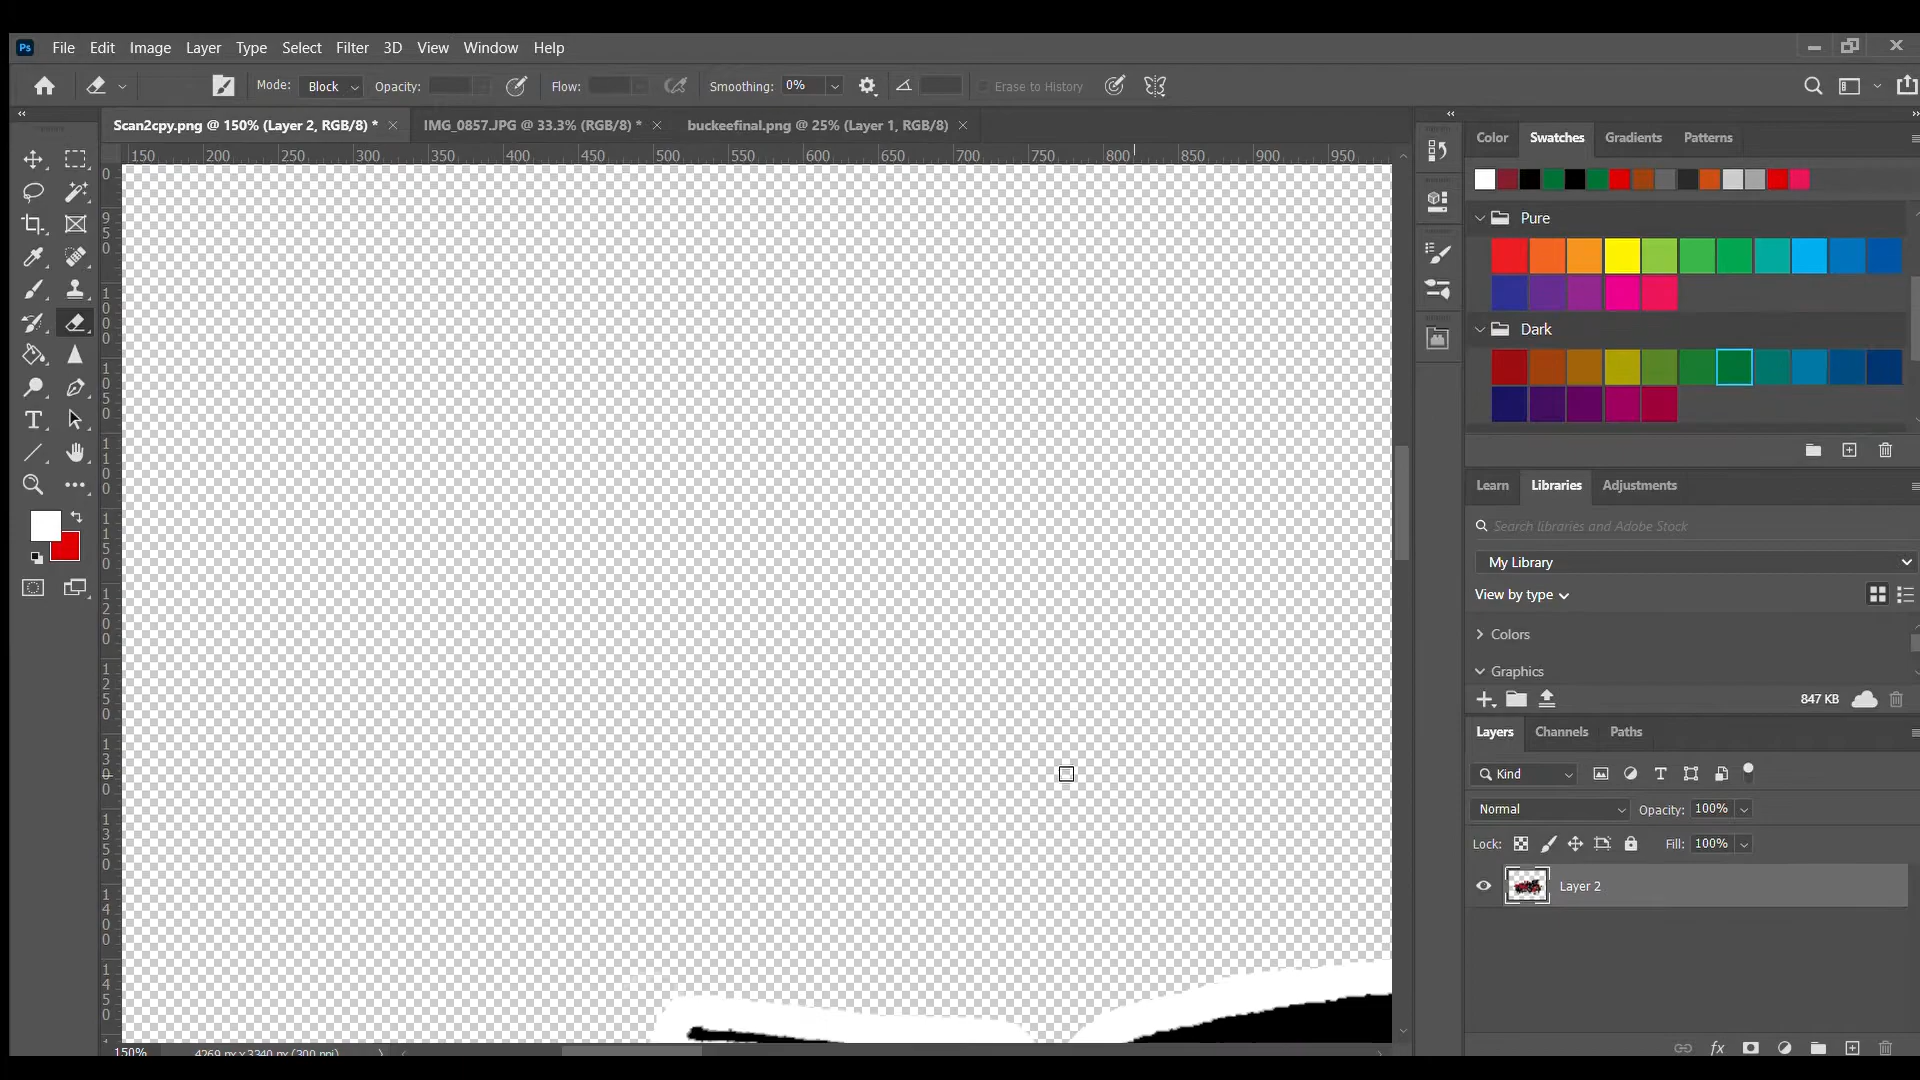 Ps File Edit Image Layer Type Select Filter 3D View Window Help
Mode: Block Opacity: Flow: Smoothing: 0% Erase to History
Scan2cpy.png @ 150% (Layer 2, RGB/8) * IMG_0857.JPG @ 33.3% (RGB/8) * buckeefinal.png @ 25% (Layer 1, RGB/8)
150 200 250 300 350 400 450 500 550 600 650 700 750 800 850 900 950
0
950
1000
1050
1100
1150
1200
1250
1300
1350
1400
1450
150% 4269 px x 3340 px (300 ppi)
Color Swatches Gradients Patterns
Pure
Dark
Learn Libraries Adjustments
Search libraries and Adobe Stock
My Library
View by type
Colors
Graphics
847 KB
Layers Channels Paths
Kind
Normal Opacity: 100%
Lock: Fill: 100%
Layer 2
fx